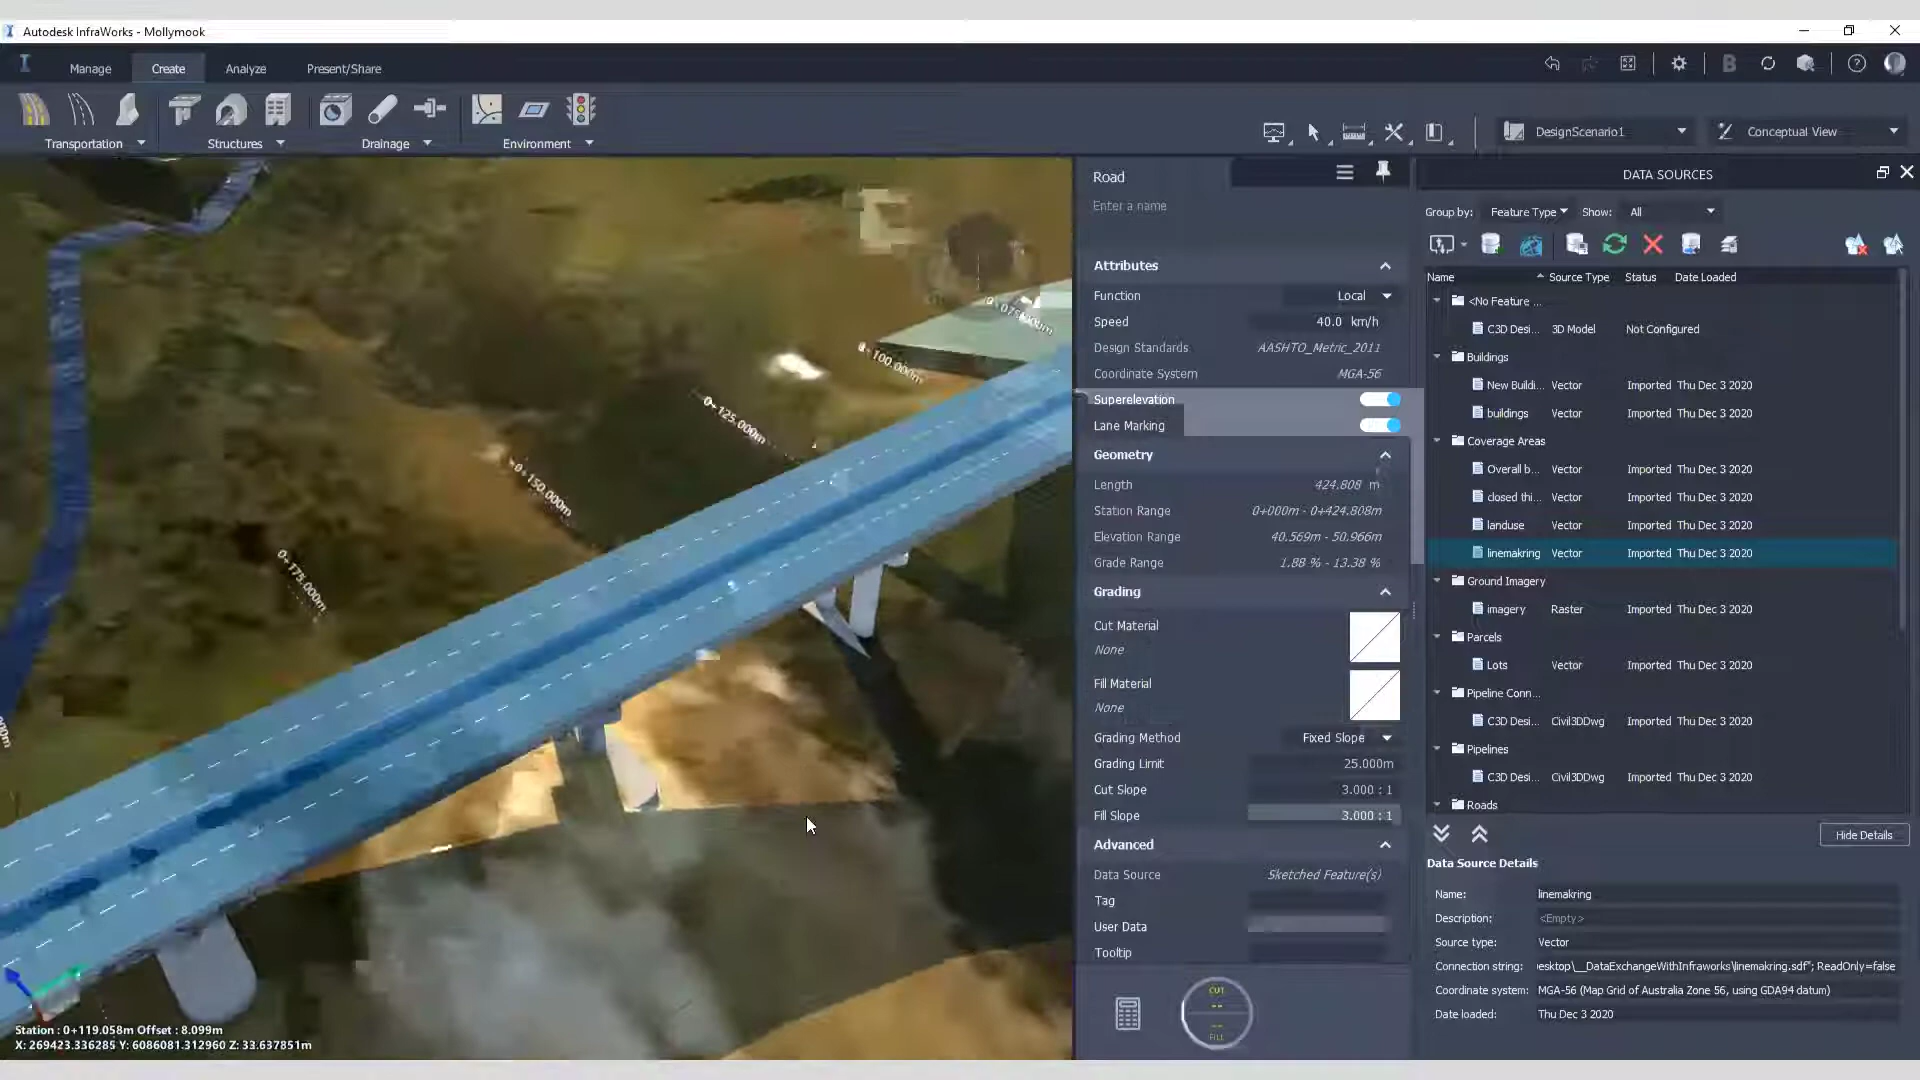 Autodesk InfraWorks - Mollymook
Manage
Create
Analyze
Present/Share
Transportation
Structures
Drainage
Environment
DesignScenario1
Conceptual View
0+075.000m
0+100.000m
0+125.000m
0+150.000m
0+175.000m
Station : 0+119.058m Offset : 8.099m
X: 269423.336285 Y: 6086081.312960 Z: 33.637851m
Road
Enter a name
Attributes
Function Local
Speed 40.0 km/h
Design Standards AASHTO_Metric_2011
Coordinate System MGA-56
Superelevation
Lane Marking
Geometry
Length 424.808 m
Station Range 0+000m - 0+424.808m
Elevation Range 40.569m - 50.966m
Grade Range 1.88 % - 13.38 %
Grading
Cut Material
None
Fill Material
None
Grading Method Fixed Slope
Grading Limit 25.000m
Cut Slope 3.000 : 1
Fill Slope 3.000 : 1
Advanced
Data Source Sketched Feature(s)
Tag
User Data
Tooltip
CUT
--
--
FILL
DATA SOURCES
Group by: Feature Type Show: All
Name Source Type Status Date Loaded
<No Feature ...
C3D Desi... 3D Model Not Configured
Buildings
New Buildi... Vector Imported Thu Dec 3 2020
buildings Vector Imported Thu Dec 3 2020
Coverage Areas
Overall b... Vector Imported Thu Dec 3 2020
closed thi... Vector Imported Thu Dec 3 2020
landuse Vector Imported Thu Dec 3 2020
linemakring Vector Imported Thu Dec 3 2020
Ground Imagery
imagery Raster Imported Thu Dec 3 2020
Parcels
Lots Vector Imported Thu Dec 3 2020
Pipeline Conn...
C3D Desi... Civil3DDwg Imported Thu Dec 3 2020
Pipelines
C3D Desi... Civil3DDwg Imported Thu Dec 3 2020
Roads
Hide Details
Data Source Details
Name: linemakring
Description: <Empty>
Source type: Vector
Connection string: esktop\__DataExchangeWithInfraworks\linemakring.sdf"; ReadOnly=false
Coordinate system: MGA-56 (Map Grid of Australia Zone 56, using GDA94 datum)
Date loaded: Thu Dec 3 2020